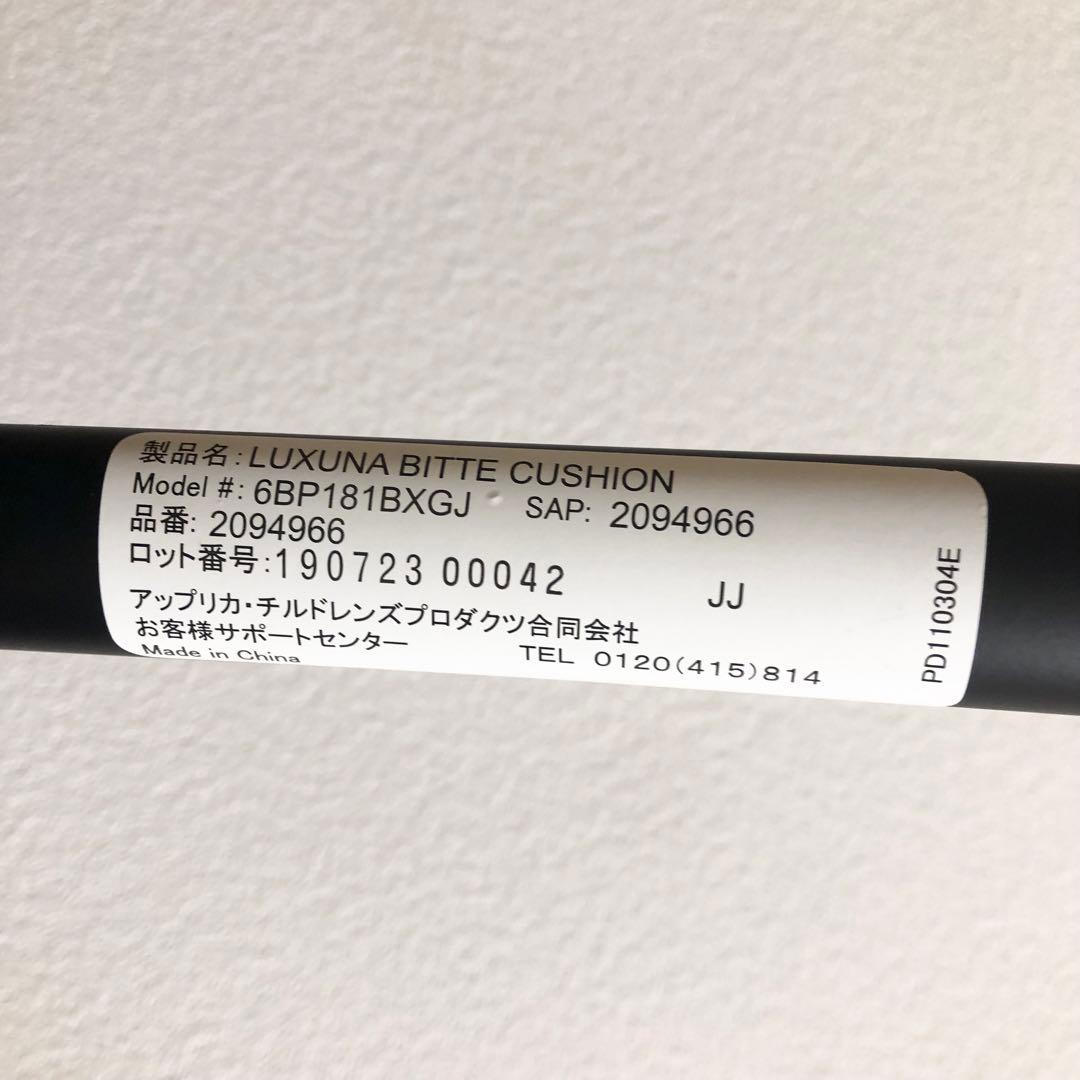 製品名:LUXUNA BITTE CUSHION
Model #: 6BP181BXGJ SAP: 2094966
品番: 2094966
ロット番号:190723 00042 JJ
アップリカ・チルドレンズプロダクツ合同会社
お客様サポートセンター TEL 0120(415)814
Made in China
PD110304E